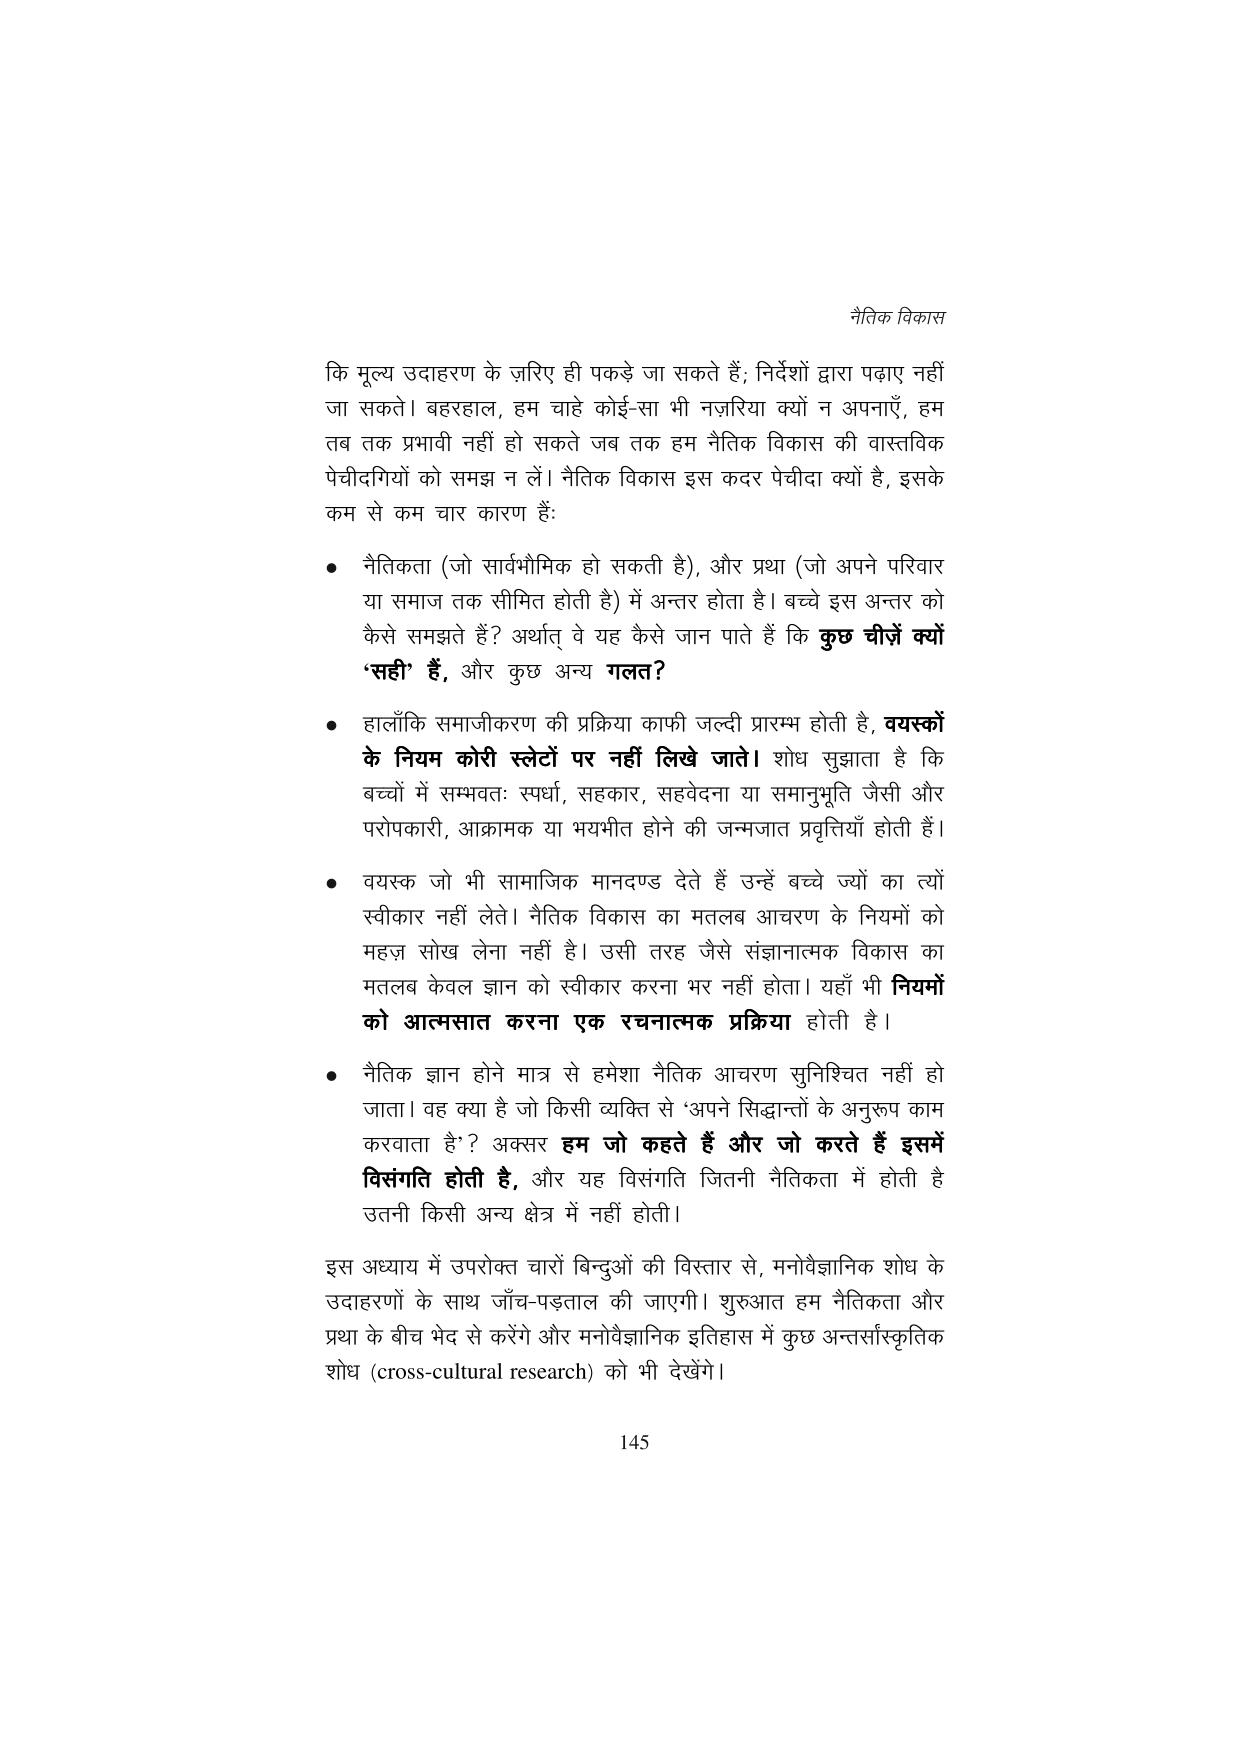 नैतिक विकास
कि मूल्य उदाहरण के ज़रिए ही पकड़े जा सकते हैं; निर्देशों द्वारा पढ़ाए नहीं
जा सकते। बहरहाल, हम चाहे कोई-सा भी नज़रिया क्यों न अपनाएँ, हम
तब तक प्रभावी नहीं हो सकते जब तक हम नैतिक विकास की वास्तविक
पेचीदगियों को समझ न लें। नैतिक विकास इस कदर पेचीदा क्यों है, इसके
कम से कम चार कारण हैंः
● नैतिकता (जो सार्वभौमिक हो सकती है), और प्रथा (जो अपने परिवार
या समाज तक सीमित होती है) में अन्तर होता है। बच्चे इस अन्तर को
कैसे समझते हैं? अर्थात् वे यह कैसे जान पाते हैं कि कुछ चीज़ें क्यों
‘सही’ हैं, और कुछ अन्य गलत?
● हालाँकि समाजीकरण की प्रक्रिया काफी जल्दी प्रारम्भ होती है, वयस्कों
के नियम कोरी स्लेटों पर नहीं लिखे जाते। शोध सुझाता है कि
बच्चों में सम्भवतः स्पर्धा, सहकार, सहवेदना या समानुभूति जैसी और
परोपकारी, आक्रामक या भयभीत होने की जन्मजात प्रवृत्तियाँ होती हैं।
● वयस्क जो भी सामाजिक मानदण्ड देते हैं उन्हें बच्चे ज्यों का त्यों
स्वीकार नहीं लेते। नैतिक विकास का मतलब आचरण के नियमों को
महज़ सोख लेना नहीं है। उसी तरह जैसे संज्ञानात्मक विकास का
मतलब केवल ज्ञान को स्वीकार करना भर नहीं होता। यहाँ भी नियमों
को आत्मसात करना एक रचनात्मक प्रक्रिया होती है।
● नैतिक ज्ञान होने मात्र से हमेशा नैतिक आचरण सुनिश्चित नहीं हो
जाता। वह क्या है जो किसी व्यक्ति से ‘अपने सिद्धान्तों के अनुरूप काम
करवाता है’? अक्सर हम जो कहते हैं और जो करते हैं इसमें
विसंगति होती है, और यह विसंगति जितनी नैतिकता में होती है
उतनी किसी अन्य क्षेत्र में नहीं होती।
इस अध्याय में उपरोक्त चारों बिन्दुओं की विस्तार से, मनोवैज्ञानिक शोध के
उदाहरणों के साथ जाँच-पड़ताल की जाएगी। शुरुआत हम नैतिकता और
प्रथा के बीच भेद से करेंगे और मनोवैज्ञानिक इतिहास में कुछ अन्तर्सांस्कृतिक
शोध (cross-cultural research) को भी देखेंगे।
145